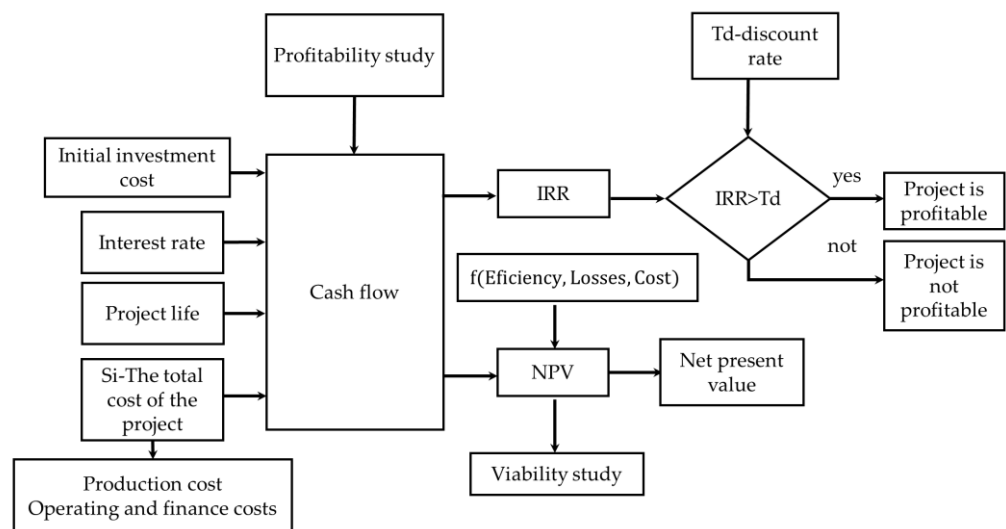 Profitability study
Td-discount
rate
Initial investment
cost
Interest rate
Project life
Si-The total
cost of the
project
Production cost
Operating and finance costs
Cash flow
IRR
IRR>Td
yes
Project is
profitable
not
Project is
not
profitable
f(Eficiency, Losses, Cost)
NPV
Net present
value
Viability study